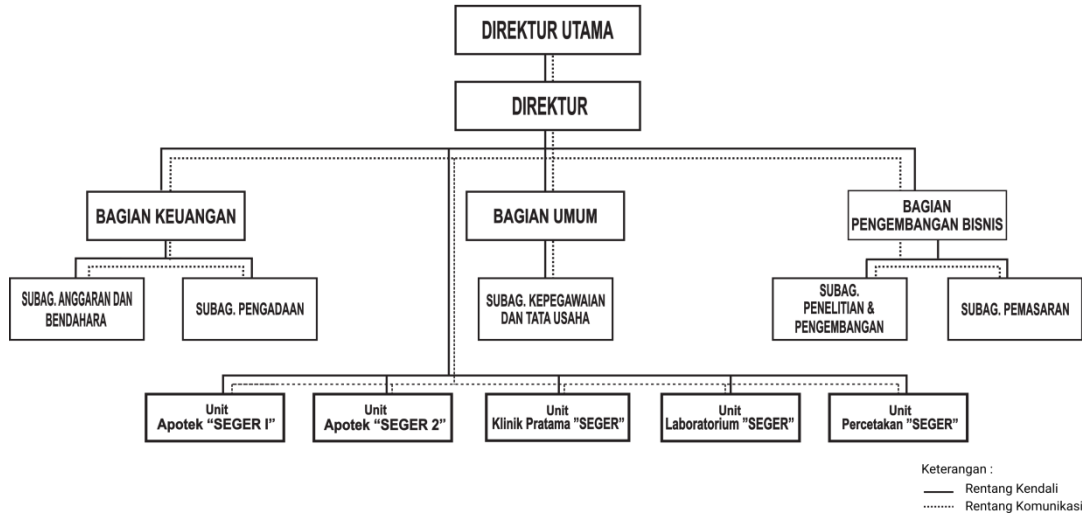 DIREKTUR UTAMA
DIREKTUR
BAGIAN KEUANGAN
BAGIAN UMUM
BAGIAN
PENGEMBANGAN BISNIS
SUBAG. ANGGARAN DAN
BENDAHARA
SUBAG. PENGADAAN
SUBAG. KEPEGAWAIAN
DAN TATA USAHA
SUBAG.
PENELITIAN &
PENGEMBANGAN
SUBAG. PEMASARAN
Unit
Apotek “SEGER I”
Unit
Apotek “SEGER 2”
Unit
Klinik Pratama ”SEGER”
Unit
Laboratorium ”SEGER”
Unit
Percetakan ”SEGER”
Keterangan :
Rentang Kendali
Rentang Komunikasi